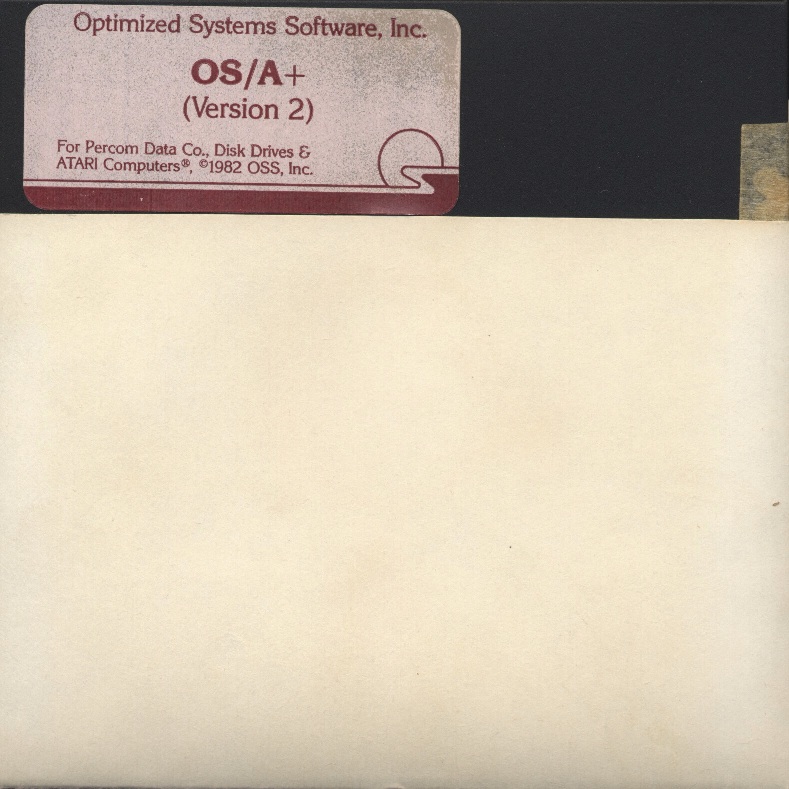 Optimized Systems Software, Inc.
OS/A+
(Version 2)
For Percom Data Co., Disk Drives &
ATARI Computers®, ©1982 OSS, Inc.